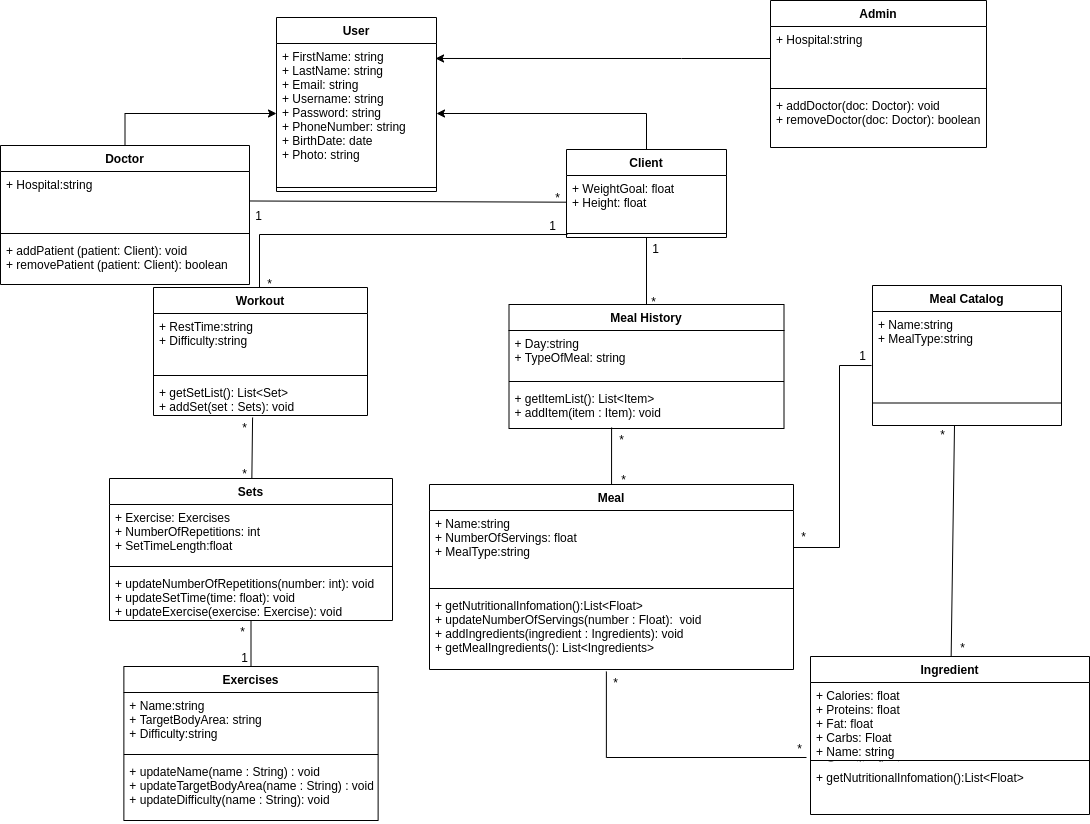 User
+ FirstName: string
+ LastName: string
+ Email: string
+ Username: string
+ Password: string
+ PhoneNumber: string
+ BirthDate: date
+ Photo: string
Admin
+ Hospital:string
+ addDoctor(doc: Doctor): void
+ removeDoctor(doc: Doctor): boolean
Doctor
+ Hospital:string
+ addPatient (patient: Client): void
+ removePatient (patient: Client): boolean
Client
+ WeightGoal: float
+ Height: float
1
*
1
*
1
*
Workout
+ RestTime:string
+ Difficulty:string
+ getSetList(): List<Set>
+ addSet(set : Sets): void
*
*
Meal History
+ Day:string
+ TypeOfMeal: string
+ getItemList(): List<Item>
+ addItem(item : Item): void
*
*
Meal Catalog
+ Name:string
+ MealType:string
1
*
*
*
Sets
+ Exercise: Exercises
+ NumberOfRepetitions: int
+ SetTimeLength:float
+ updateNumberOfRepetitions(number: int): void
+ updateSetTime(time: float): void
+ updateExercise(exercise: Exercise): void
*
1
Meal
+ Name:string
+ NumberOfServings: float
+ MealType:string
+ getNutritionalInfomation():List<Float>
+ updateNumberOfServings(number : Float):  void
+ addIngredients(ingredient : Ingredients): void
+ getMealIngredients(): List<Ingredients>
*
*
Exercises
+ Name:string
+ TargetBodyArea: string
+ Difficulty:string
+ updateName(name : String) : void
+ updateTargetBodyArea(name : String) : void
+ updateDifficulty(name : String): void
Ingredient
+ Calories: float
+ Proteins: float
+ Fat: float
+ Carbs: Float
+ Name: string
+ getNutritionalInfomation():List<Float>